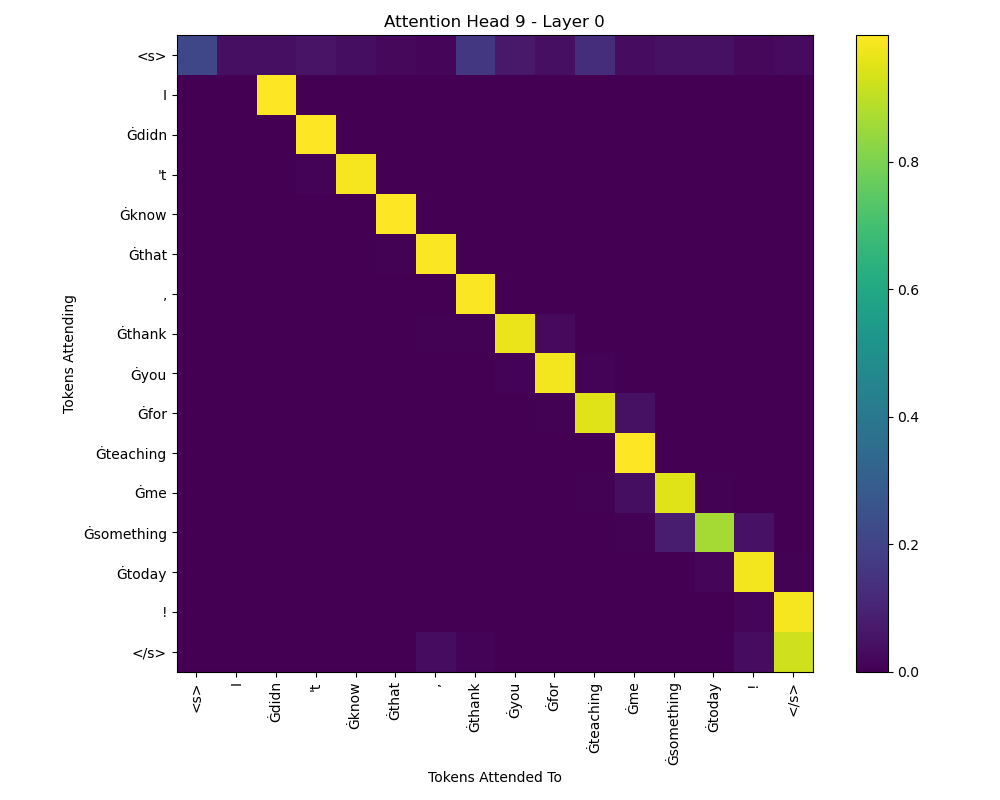 Attention Head 9 - Layer 0
Tokens Attending
<s>
I
Ġdidn
't
Ġknow
Ġthat
,
Ġthank
Ġyou
Ġfor
Ġteaching
Ġme
Ġsomething
Ġtoday
!
</s>
<s>
I
Ġdidn
't
Ġknow
Ġthat
,
Ġthank
Ġyou
Ġfor
Ġteaching
Ġme
Ġsomething
Ġtoday
!
</s>
Tokens Attended To
0.8
0.6
0.4
0.2
0.0